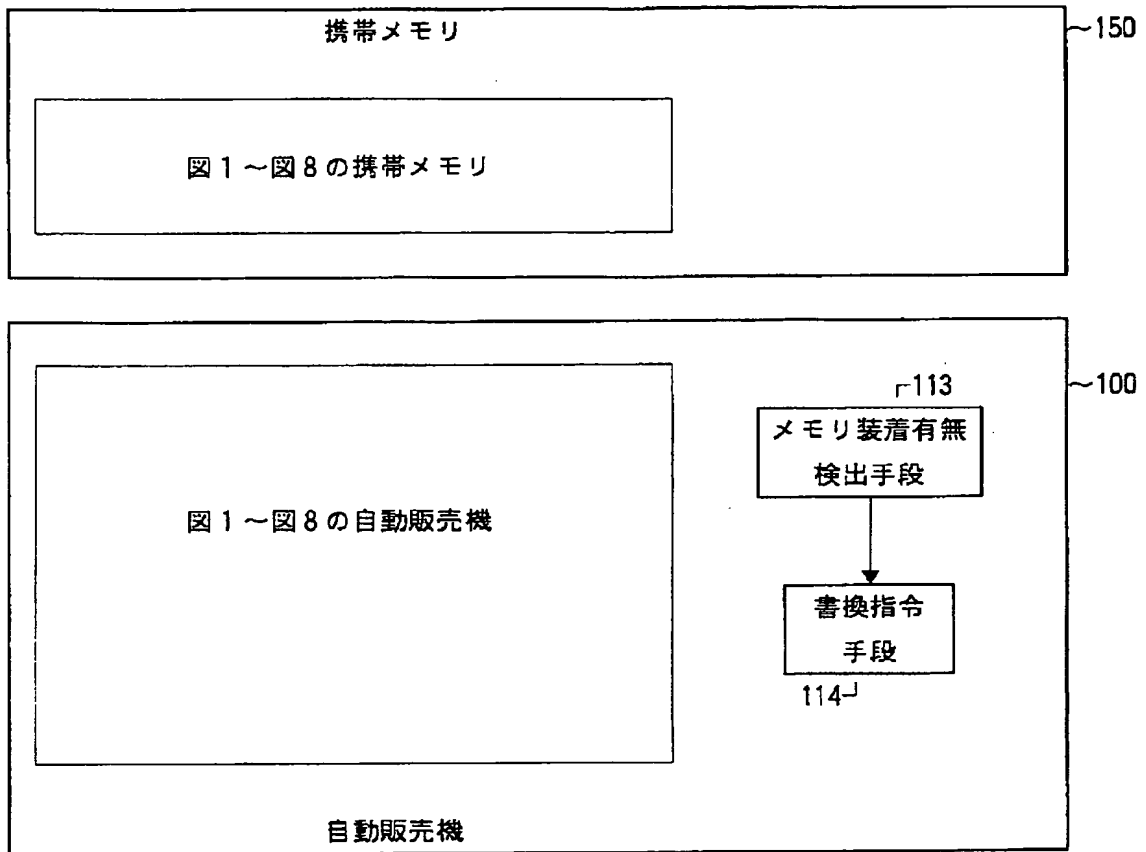 携帯メモリ
~150
図1~図8の携帯メモリ
~100
113
メモリ装着有無
検出手段
図1~図8の自動販売機
書換指令
手段
114
自動販売機